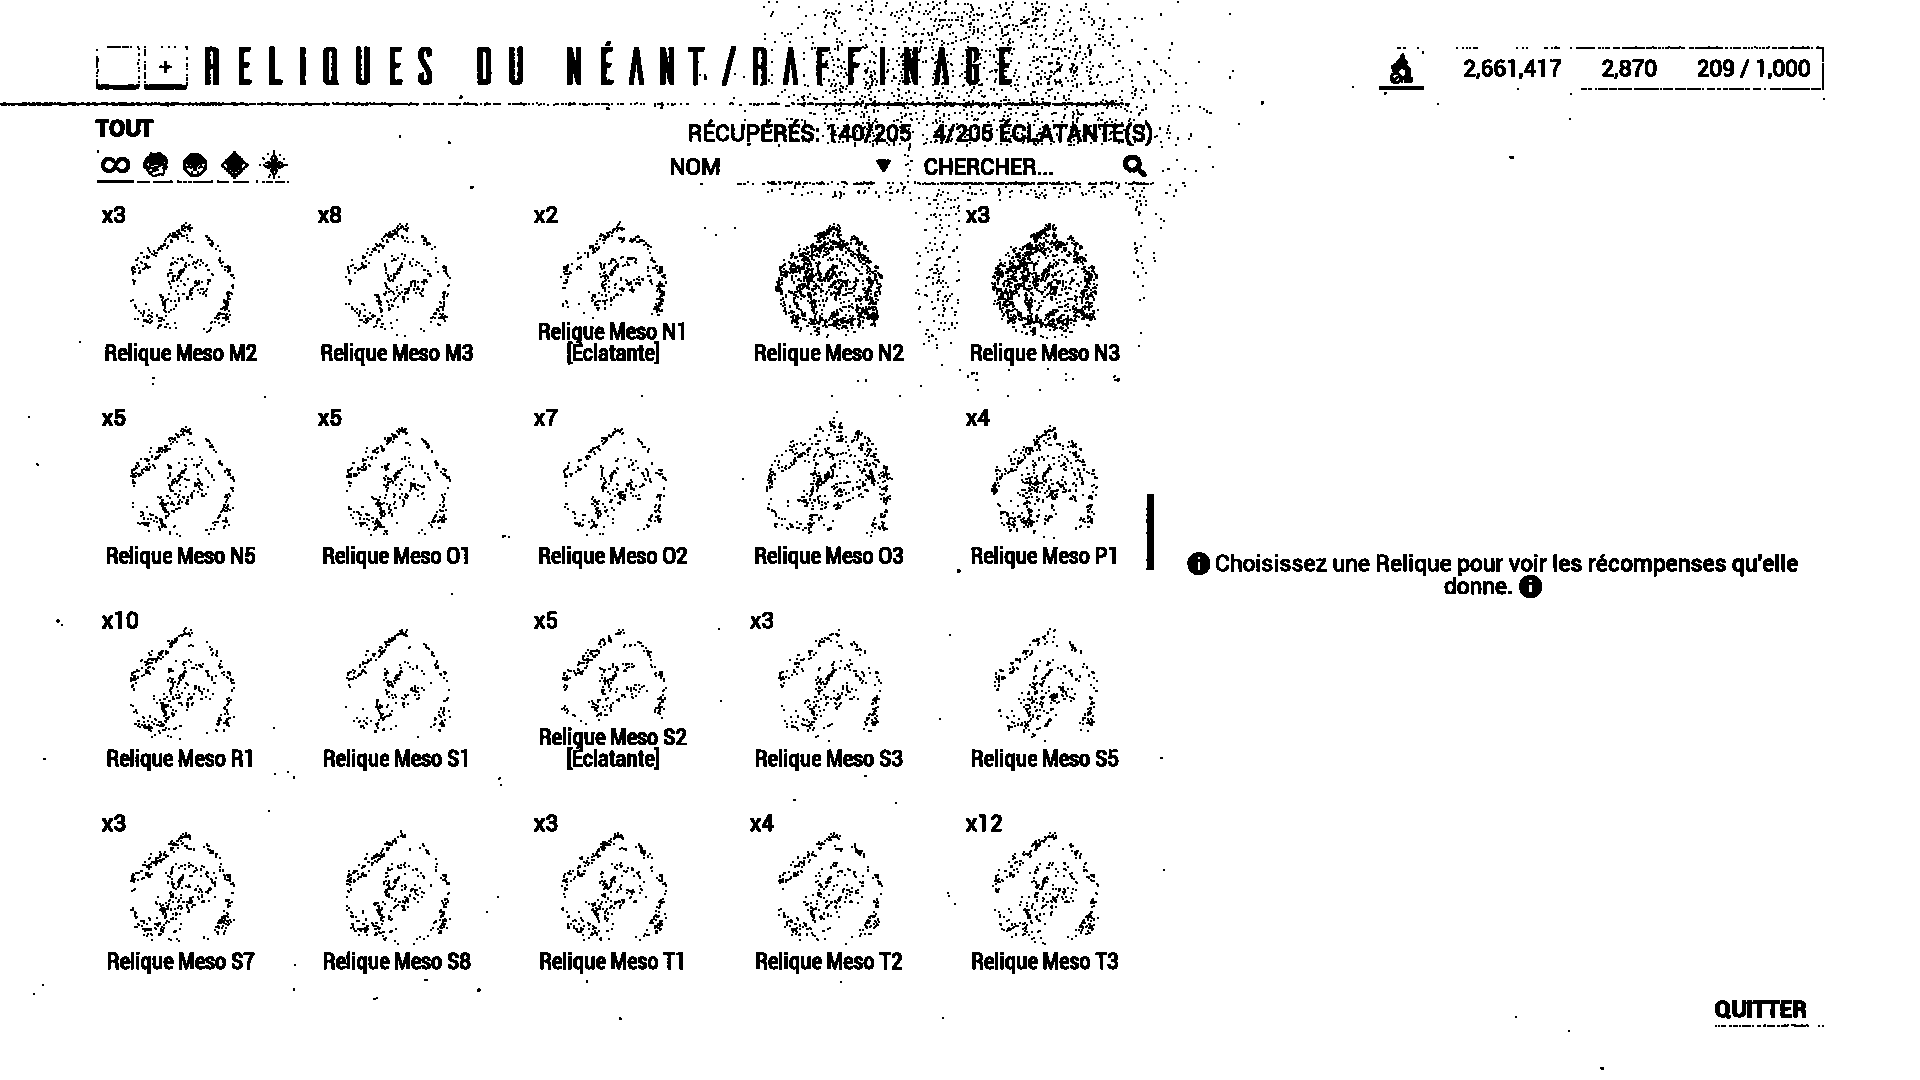 RELIQUES DU NÉANT/RAFFINAGE
2,661,417 2,870 209 / 1,000
TOUT
RÉCUPÉRÉS: 140/205 4/205 ÉCLATANTE(S)
NOM CHERCHER...
x3 x8 x2 x3
Relique Meso M2 Relique Meso M3 Relique Meso N1 [Éclatante] Relique Meso N2 Relique Meso N3
x5 x5 x7 x4
Relique Meso N5 Relique Meso O1 Relique Meso O2 Relique Meso O3 Relique Meso P1
Choisissez une Relique pour voir les récompenses qu'elle
donne.
x10 x5 x3
Relique Meso R1 Relique Meso S1 Relique Meso S2 [Éclatante] Relique Meso S3 Relique Meso S5
x3 x3 x4 x12
Relique Meso S7 Relique Meso S8 Relique Meso T1 Relique Meso T2 Relique Meso T3
QUITTER